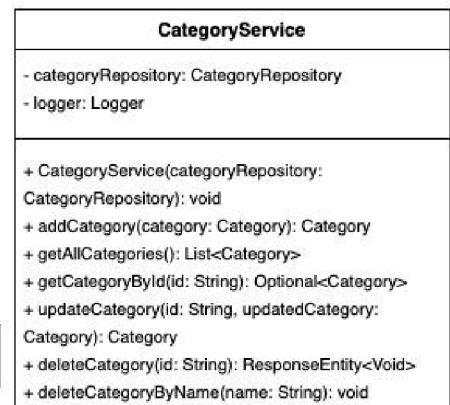 CategoryService
- categoryRepository: CategoryRepository
- logger: Logger
+ CategoryService(categoryRepository:
CategoryRepository): void
+ addCategory(category: Category): Category
+ getAllCategories(): List<Category>
+ getCategoryById(id: String): Optional<Category>
+ updateCategory(id: String, updatedCategory:
Category): Category
+ deleteCategory(id: String): ResponseEntity<Void>
+ deleteCategoryByName(name: String): void